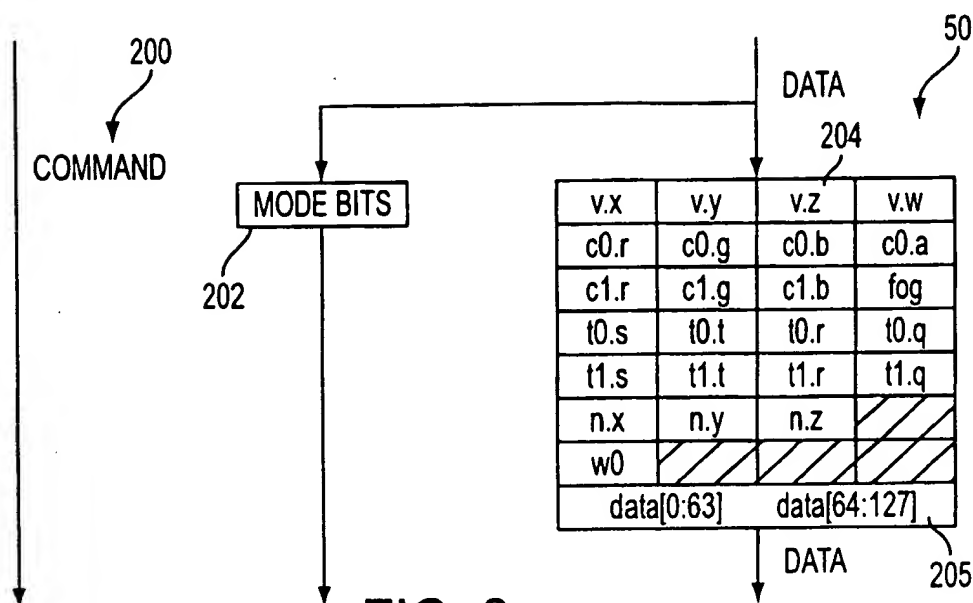 50
200
DATA
COMMAND
204
MODE BITS
202
v.x v.y v.z v.w
c0.r c0.g c0.b c0.a
c1.r c1.g c1.b fog
t0.s t0.t t0.r t0.q
t1.s t1.t t1.r t1.q
n.x n.y n.z
w0
data[0:63] data[64:127]
DATA
205